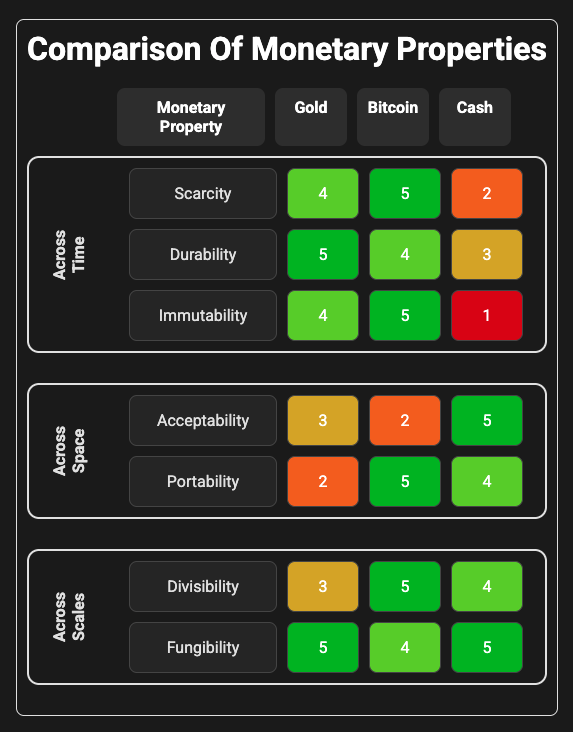 Comparison Of Monetary Properties
Monetary
Property
Gold
Bitcoin
Cash
Across
Time
Scarcity
4
5
2
Durability
5
4
3
Immutability
4
5
1
Across
Space
Acceptability
3
2
5
Portability
2
5
4
Across
Scales
Divisibility
3
5
4
Fungibility
5
4
5